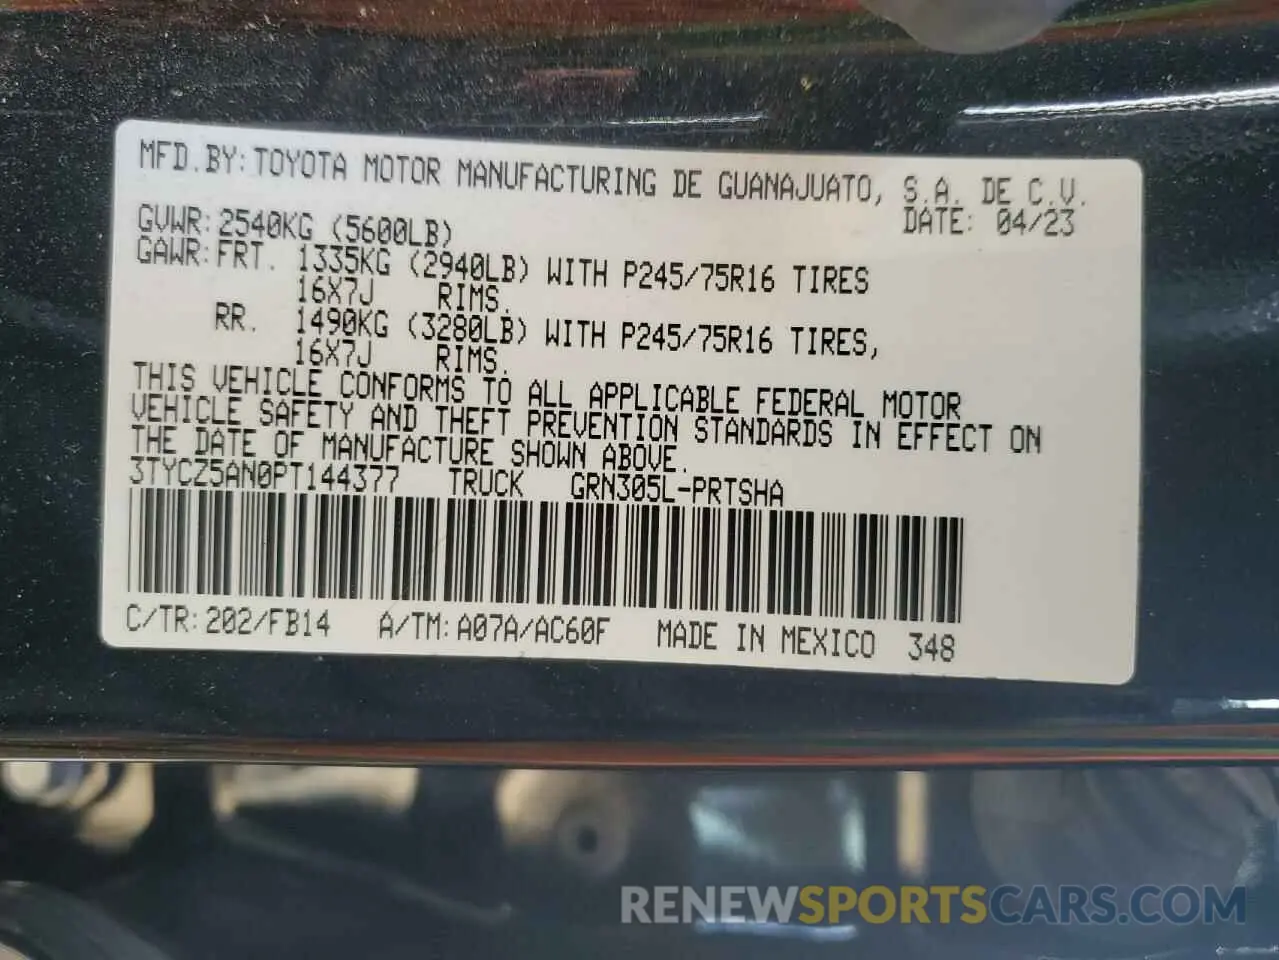 MFD.BY: TOYOTA MOTOR MANUFACTURING DE GUANAJUATO, S.A. DE C.V.
GVWR: 2540KG (5600LB) DATE: 04/23
GAWR: FRT. 1335KG (2940LB) WITH P245/75R16 TIRES
16X7J RIMS.
RR. 1490KG (3280LB) WITH P245/75R16 TIRES,
16X7J RIMS.
THIS VEHICLE CONFORMS TO ALL APPLICABLE FEDERAL MOTOR
VEHICLE SAFETY AND THEFT PREVENTION STANDARDS IN EFFECT ON
THE DATE OF MANUFACTURE SHOWN ABOVE.
3TYCZ5AN0PT144377 TRUCK GRN305L-PRTSHA
C/TR: 202/FB14 A/TM: A07A/AC60F MADE IN MEXICO 348
RENEWSPORTSCARS.COM